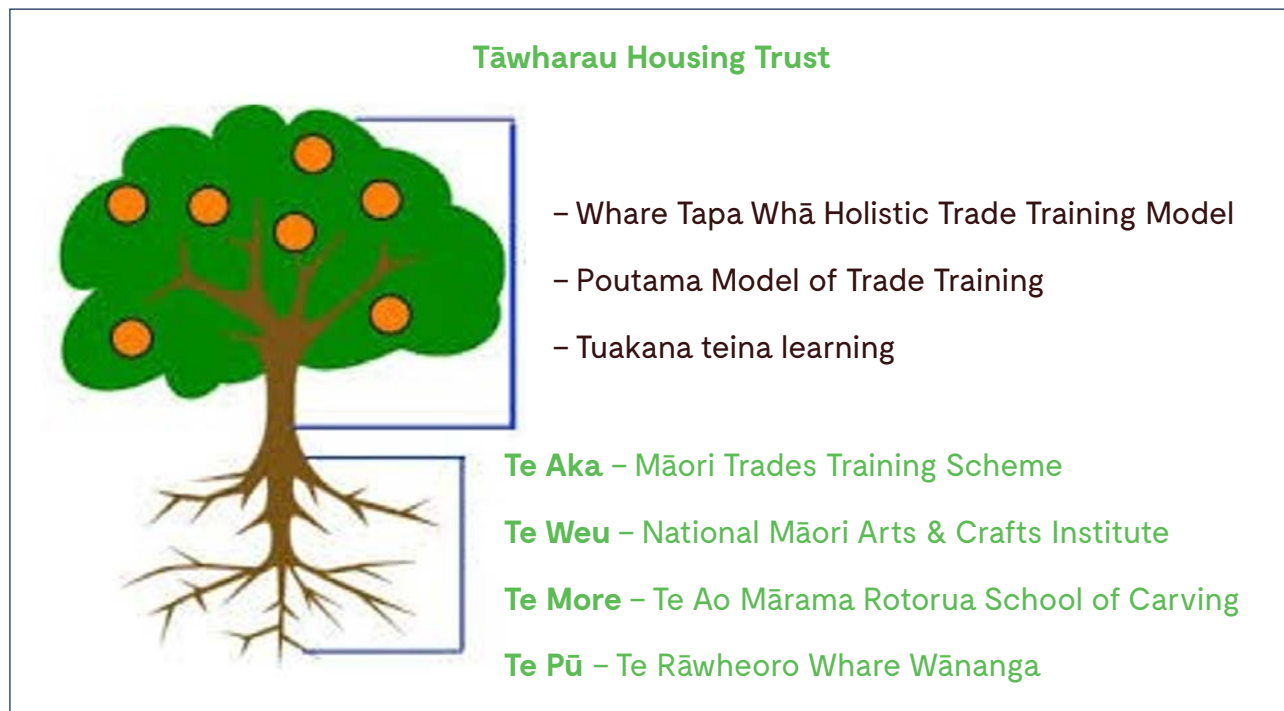 Tāwharau Housing Trust
– Whare Tapa Whā Holistic Trade Training Model
– Poutama Model of Trade Training
– Tuakana teina learning
Te Aka – Māori Trades Training Scheme
Te Weu – National Māori Arts & Crafts Institute
Te More – Te Ao Mārama Rotorua School of Carving
Te Pū – Te Rāwheoro Whare Wānanga